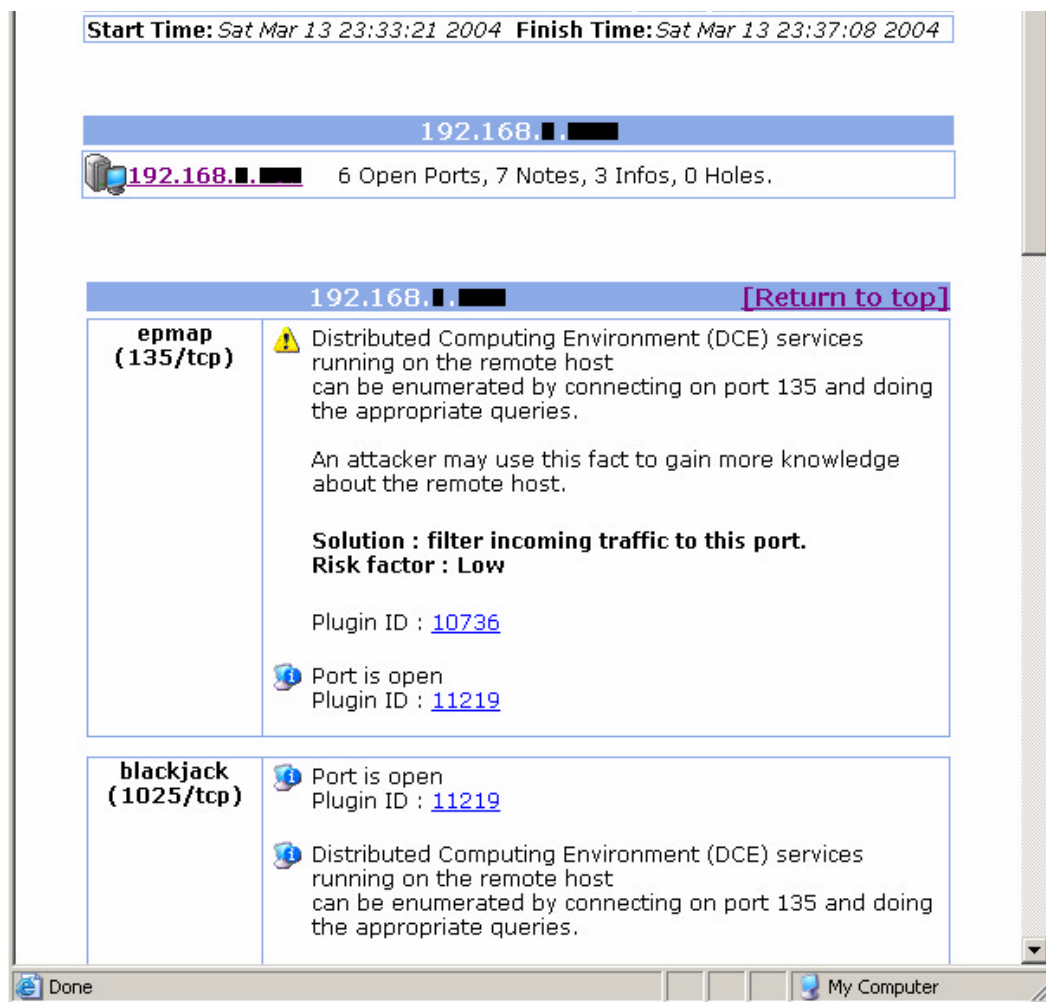 Start Time: Sat Mar 13 23:33:21 2004 Finish Time: Sat Mar 13 23:37:08 2004
192.168. .
192.168. . 6 Open Ports, 7 Notes, 3 Infos, 0 Holes.
192.168. . [Return to top]
epmap
(135/tcp)
Distributed Computing Environment (DCE) services
running on the remote host
can be enumerated by connecting on port 135 and doing
the appropriate queries.
An attacker may use this fact to gain more knowledge
about the remote host.
Solution : filter incoming traffic to this port.
Risk factor : Low
Plugin ID : 10736
Port is open
Plugin ID : 11219
blackjack
(1025/tcp)
Port is open
Plugin ID : 11219
Distributed Computing Environment (DCE) services
running on the remote host
can be enumerated by connecting on port 135 and doing
the appropriate queries.
Done
My Computer